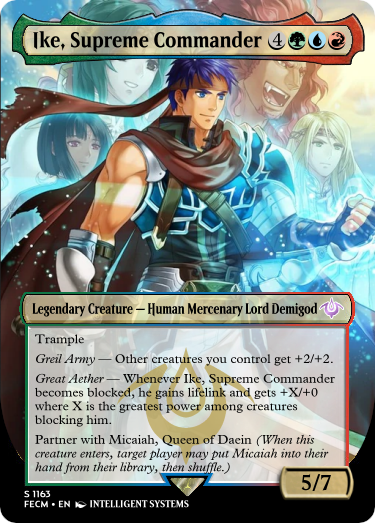 Ike, Supreme Commander 4
Legendary Creature — Human Mercenary Lord Demigod
Trample
Greil Army — Other creatures you control get +2/+2.
Great Aether — Whenever Ike, Supreme Commander
becomes blocked, he gains lifelink and gets +X/+0
where X is the greatest power among creatures
blocking him.
Partner with Micaiah, Queen of Daein (When this
creature enters, target player may put Micaiah into their
hand from their library, then shuffle.)
5/7
S 1163
FECM • EN INTELLIGENT SYSTEMS